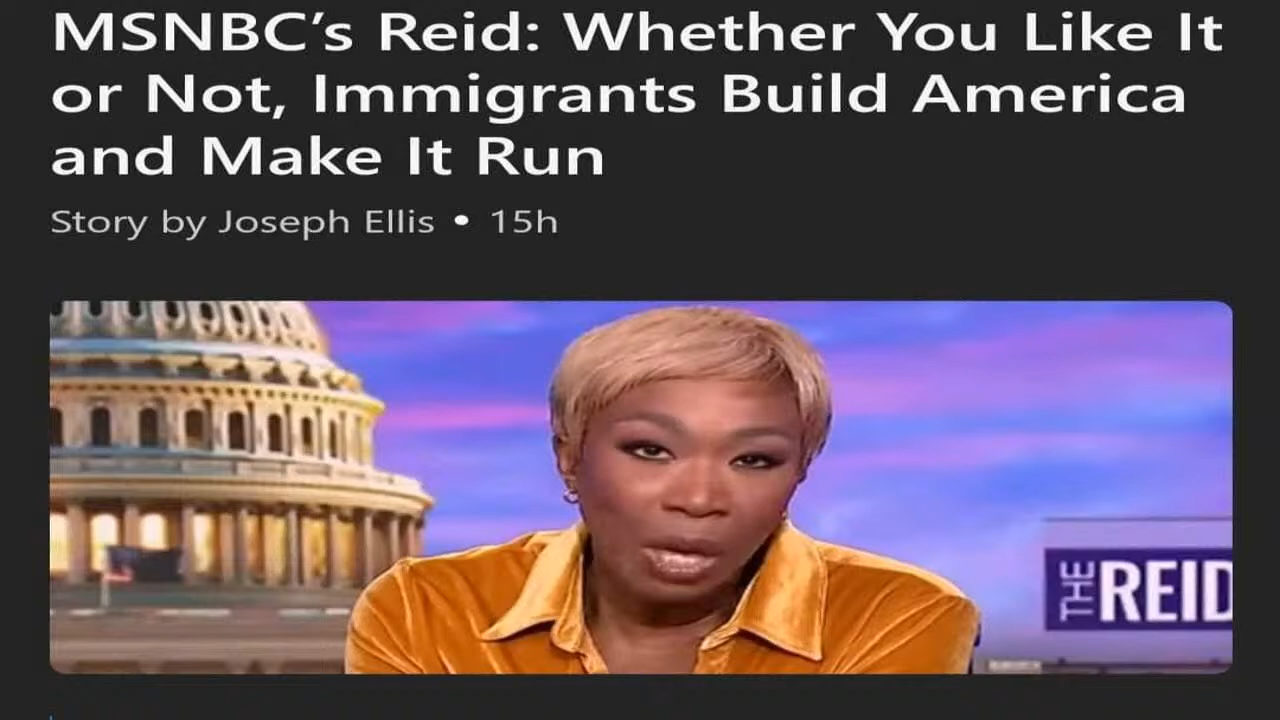 MSNBC’s Reid: Whether You Like It
or Not, Immigrants Build America
and Make It Run
Story by Joseph Ellis • 15h
THE REID